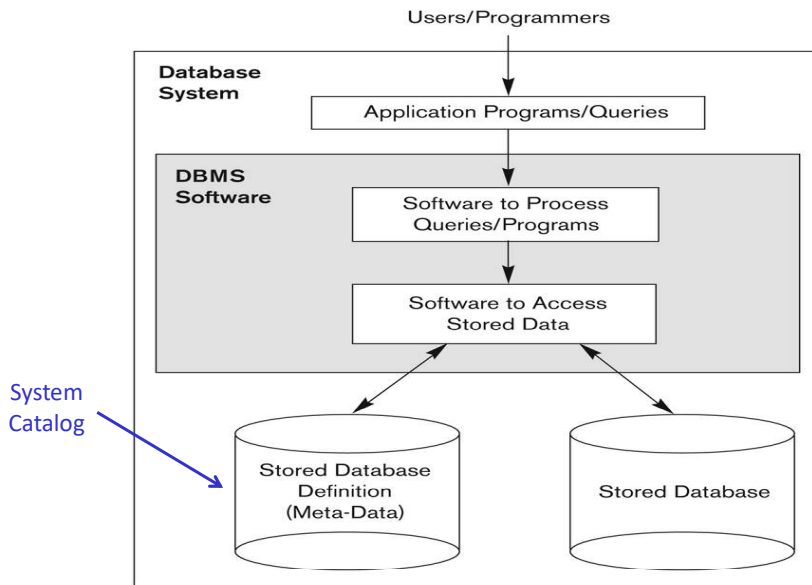 Users/Programmers
Database
System
Application Programs/Queries
DBMS
Software
Software to Process
Queries/Programs
Software to Access
Stored Data
System
Catalog
Stored Database
Definition
(Meta-Data)
Stored Database